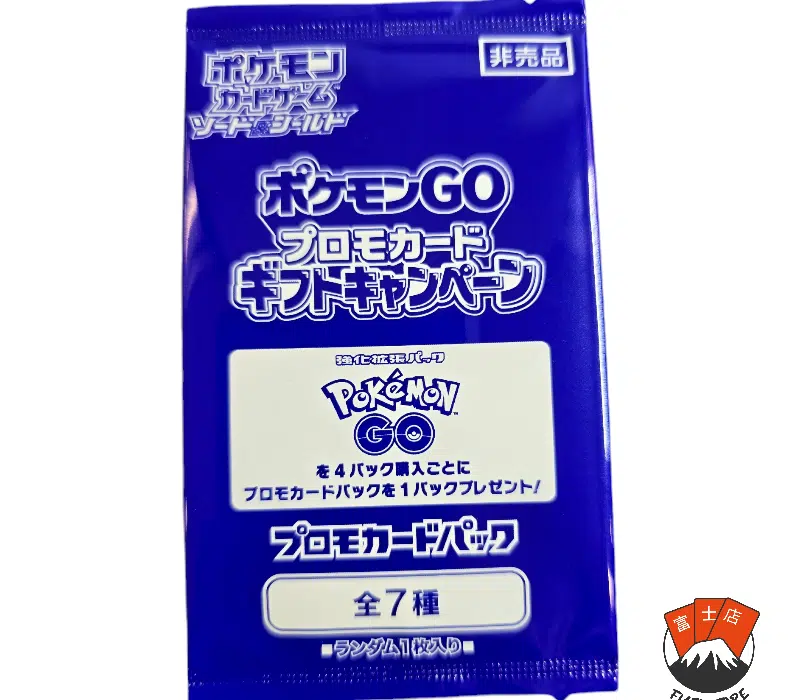 ポケモン
カードゲーム
ソード&シールド
非売品
ポケモンGO
プロモカード
ギフトキャンペーン
強化拡張パック
POKéMON
GO
を4パック購入ごとに
プロモカードパックを1パックプレゼント!
プロモカードパック
全7種
■ランダム1枚入り■
富士店